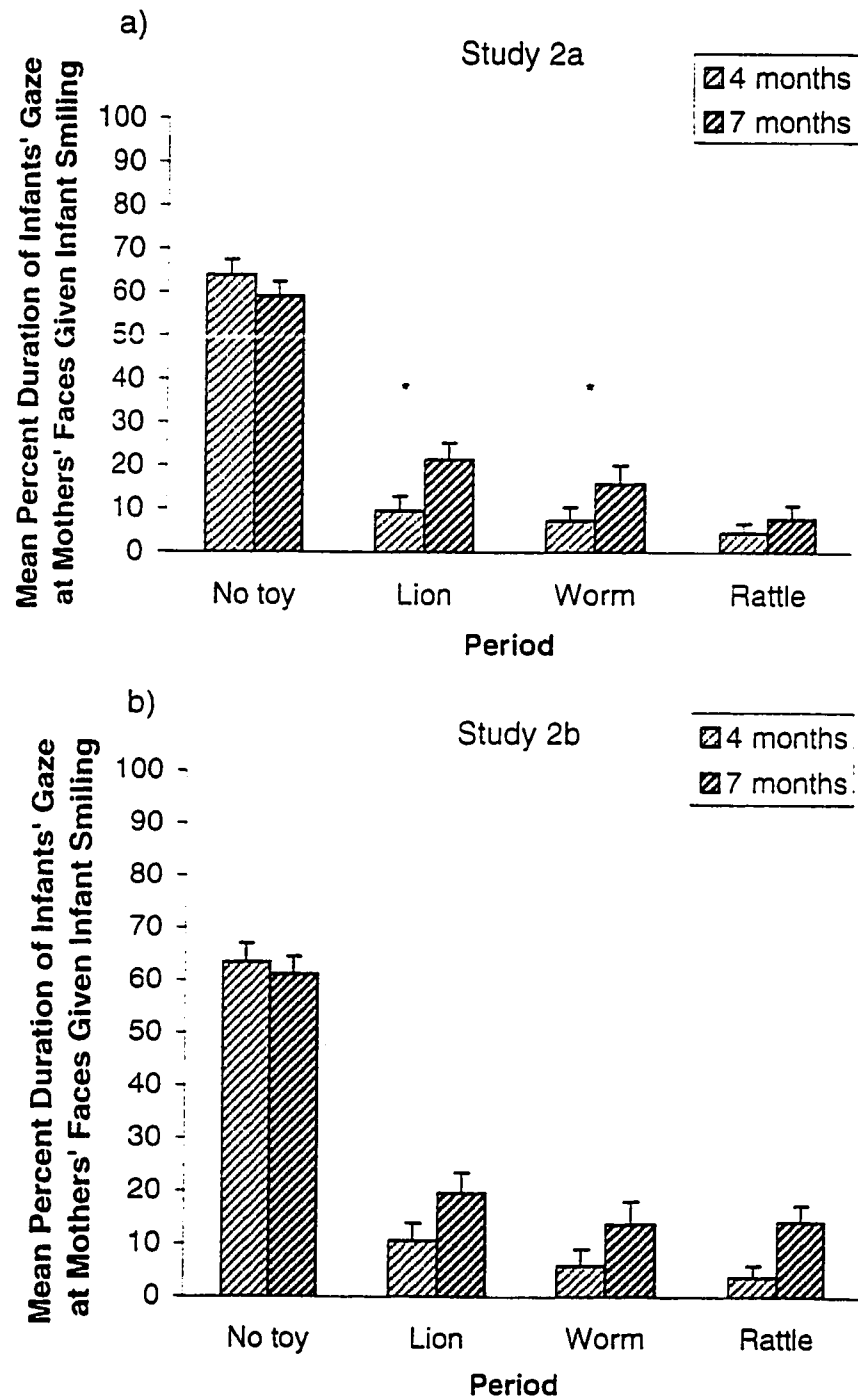 a)
Study 2a
4 months
7 months
Mean Percent Duration of Infants' Gaze
at Mothers' Faces Given Infant Smiling
100
90
80
70
60
50
40
30
20
10
0
*
*
No toy Lion Worm Rattle
Period
b)
Study 2b
4 months
7 months
Mean Percent Duration of Infants' Gaze
at Mothers' Faces Given Infant Smiling
100
90
80
70
60
50
40
30
20
10
0
No toy Lion Worm Rattle
Period